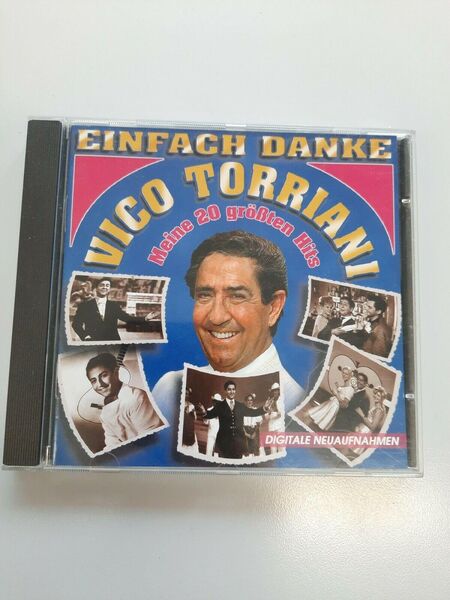 EINFACH DANKE
VICO TORRIANI
Meine 20 größten Hits
DIGITALE NEUAUFNAHMEN